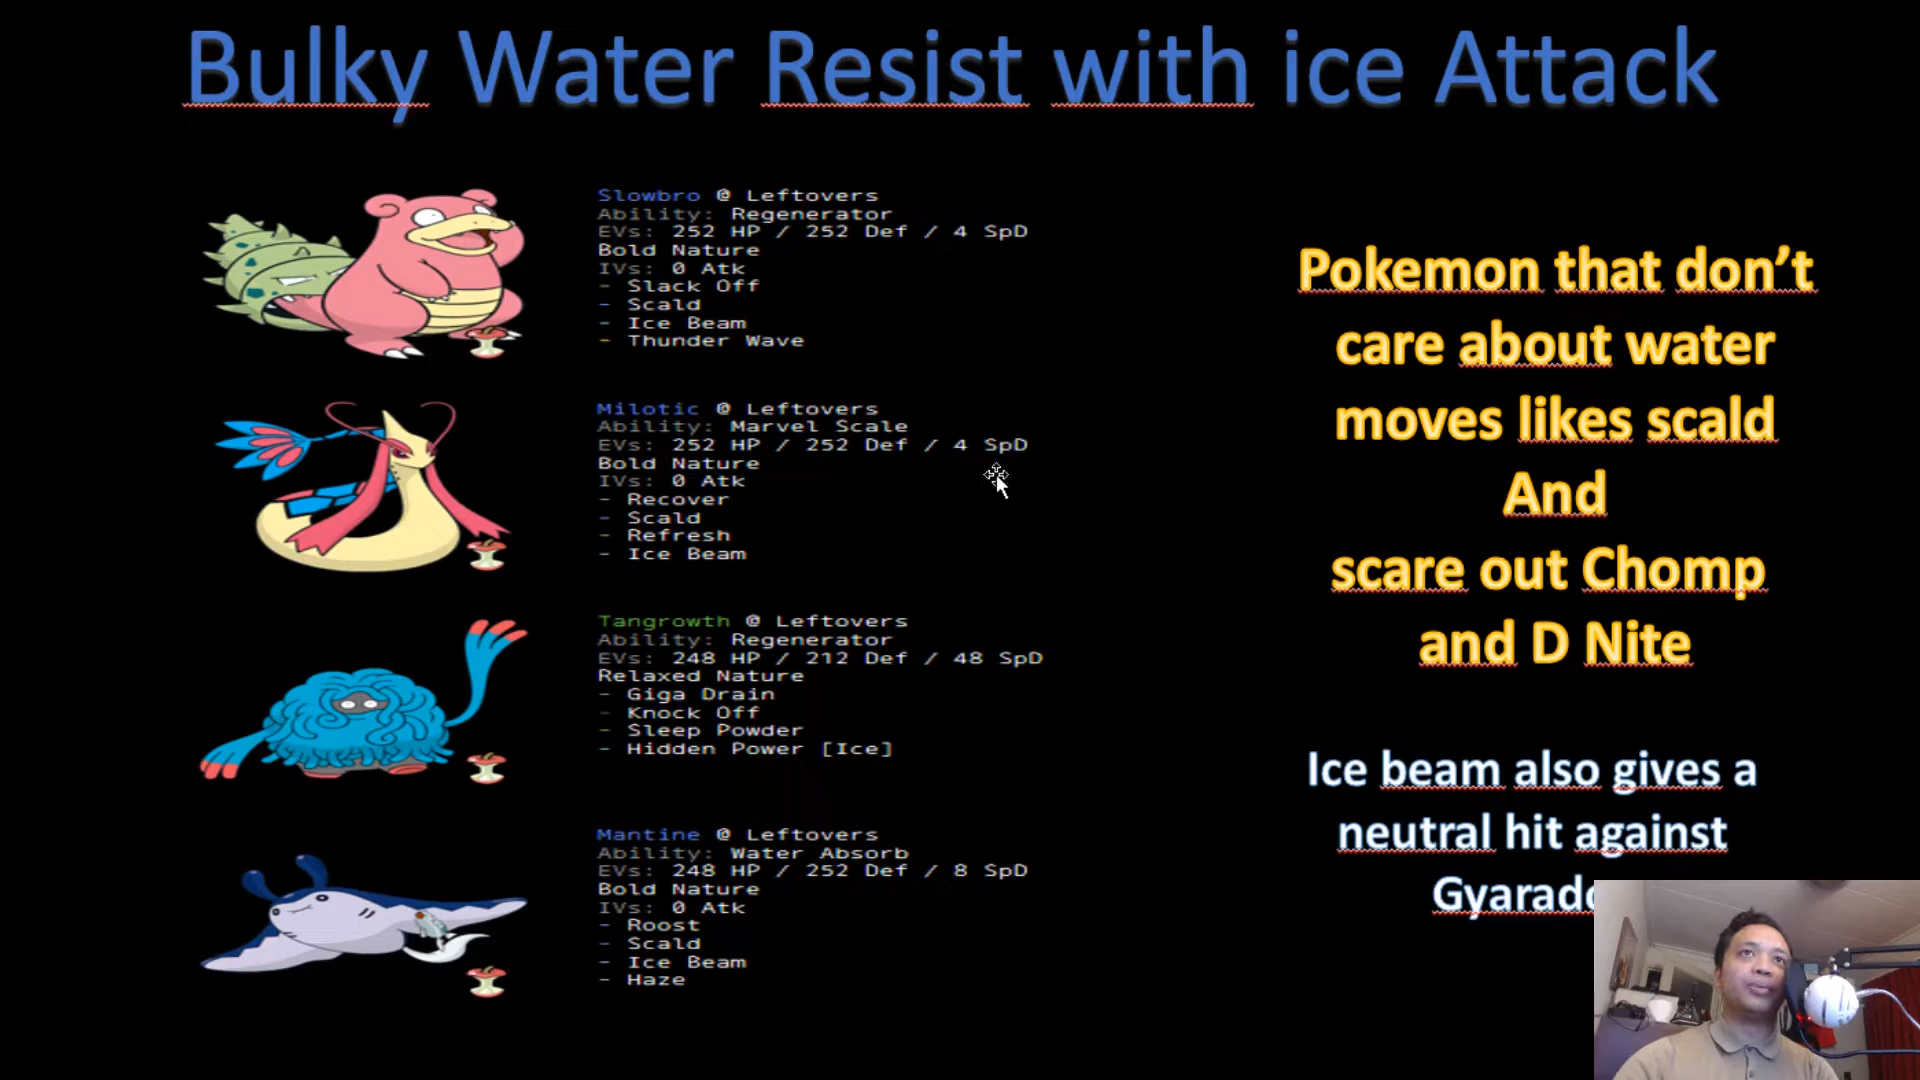 Bulky Water Resist with ice Attack
Slowbro @ Leftovers
Ability: Regenerator
EVs: 252 HP / 252 Def / 4 SpD
Bold Nature
IVs: 0 Atk
- Slack Off
- Scald
- Ice Beam
- Thunder Wave
Milotic @ Leftovers
Ability: Marvel Scale
EVs: 252 HP / 252 Def / 4 SpD
Bold Nature
IVs: 0 Atk
- Recover
- Scald
- Refresh
- Ice Beam
Tangrowth @ Leftovers
Ability: Regenerator
EVs: 248 HP / 212 Def / 48 SpD
Relaxed Nature
- Giga Drain
- Knock Off
- Sleep Powder
- Hidden Power [Ice]
Mantine @ Leftovers
Ability: Water Absorb
EVs: 248 HP / 252 Def / 8 SpD
Bold Nature
IVs: 0 Atk
- Roost
- Scald
- Ice Beam
- Haze
Pokemon that don’t
care about water
moves likes scald
And
scare out Chomp
and D Nite
Ice beam also gives a
neutral hit against